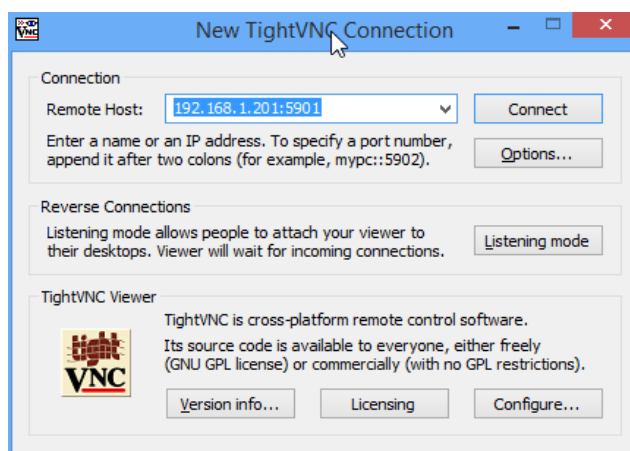 VNC
New TightVNC Connection
Connection
Remote Host: 192.168.1.201:5901 Connect
Enter a name or an IP address. To specify a port number,
append it after two colons (for example, mypc::5902). Options...
Reverse Connections
Listening mode allows people to attach your viewer to
their desktops. Viewer will wait for incoming connections. Listening mode
TightVNC Viewer
TightVNC is cross-platform remote control software.
Its source code is available to everyone, either freely
(GNU GPL license) or commercially (with no GPL restrictions).
tight
VNC
Version info... Licensing Configure...